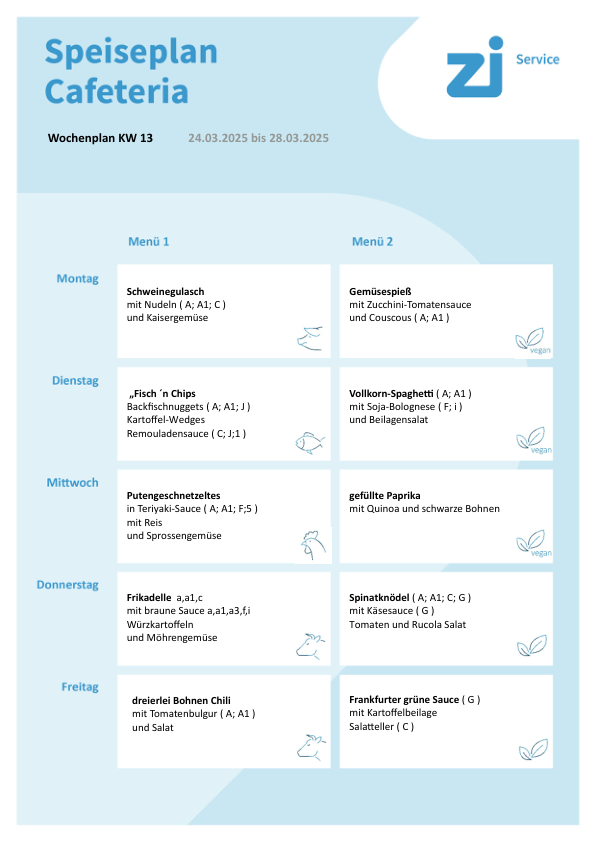 Speiseplan
Cafeteria
zi Service
Wochenplan KW 13 24.03.2025 bis 28.03.2025
Menü 1 Menü 2
Montag
Schweinegulasch
mit Nudeln ( A; A1; C )
und Kaisergemüse
Gemüsespieß
mit Zucchini-Tomatensauce
und Couscous ( A; A1 )
vegan
Dienstag
„Fisch ´n Chips
Backfischnuggets ( A; A1; J )
Kartoffel-Wedges
Remouladensauce ( C; J;1 )
Vollkorn-Spaghetti ( A; A1 )
mit Soja-Bolognese ( F; i )
und Beilagensalat
vegan
Mittwoch
Putengeschnetzeltes
in Teriyaki-Sauce ( A; A1; F;5 )
mit Reis
und Sprossengemüse
gefüllte Paprika
mit Quinoa und schwarze Bohnen
vegan
Donnerstag
Frikadelle a,a1,c
mit braune Sauce a,a1,a3,f,i
Würzkartoffeln
und Möhrengemüse
Spinatknödel ( A; A1; C; G )
mit Käsesauce ( G )
Tomaten und Rucola Salat
Freitag
dreierlei Bohnen Chili
mit Tomatenbulgur ( A; A1 )
und Salat
Frankfurter grüne Sauce ( G )
mit Kartoffelbeilage
Salatteller ( C )